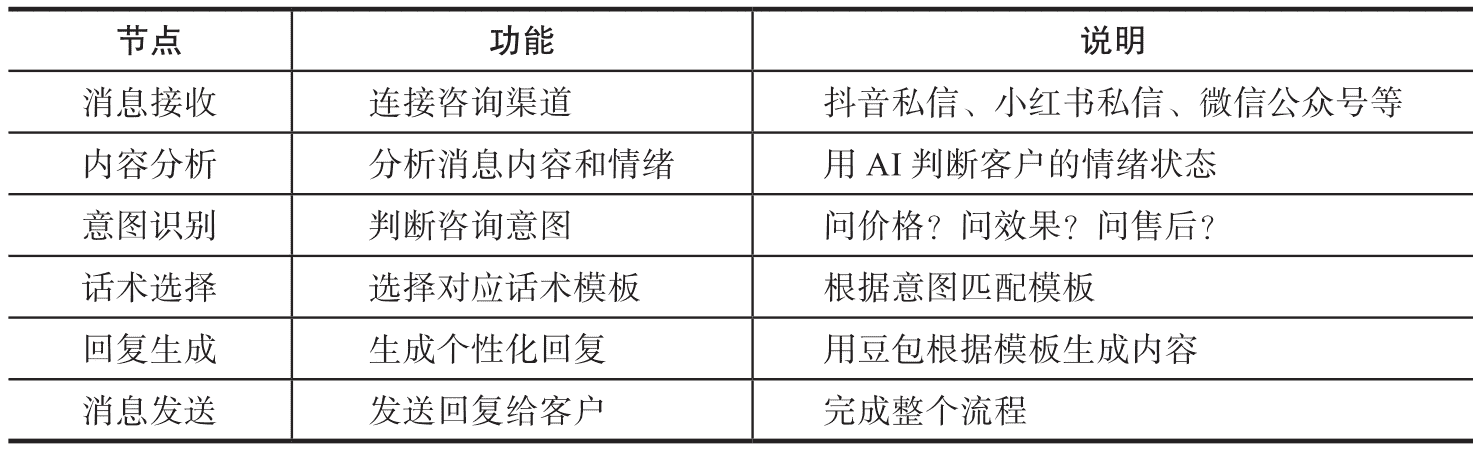 节点 功能 说明
消息接收 连接咨询渠道 抖音私信、小红书私信、微信公众号等
内容分析 分析消息内容和情绪 用 AI 判断客户的情绪状态
意图识别 判断咨询意图 问价格？问效果？问售后？
话术选择 选择对应话术模板 根据意图匹配模板
回复生成 生成个性化回复 用豆包根据模板生成内容
消息发送 发送回复给客户 完成整个流程